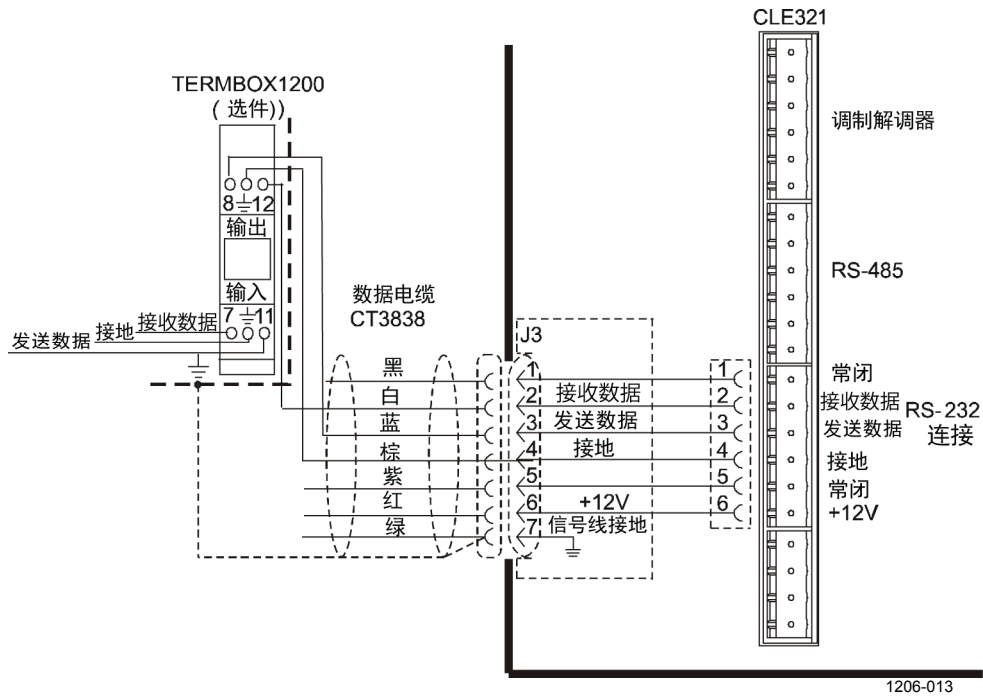 CLE321
TERMBOX1200
( 选件))
8 12
输出
输入
7 11
接收数据
接地
发送数据
调制解调器
RS-485
数据电缆
CT3838
黑
白
蓝
棕
紫
红
绿
J3
1
2 接收数据
3 发送数据
4 接地
5
6 +12V
7 信号线接地
1
2
3
4
5
6
常闭
接收数据
发送数据
接地
常闭
+12V
RS-232
连接
1206-013